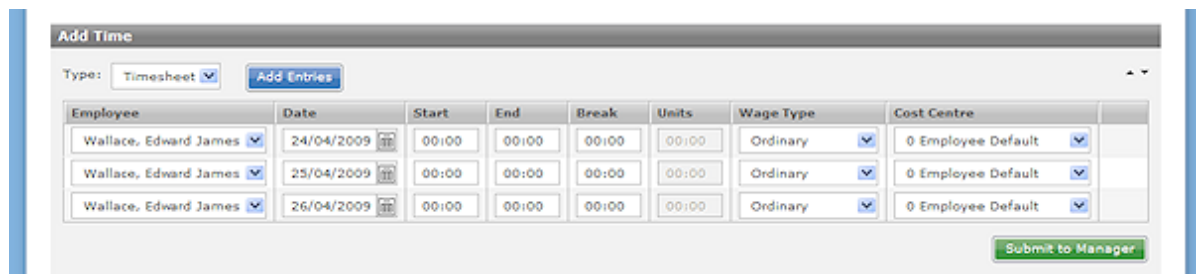 Add Time
Type: Timesheet Add Entries
Employee Date Start End Break Units Wage Type Cost Centre
Wallace, Edward James 24/04/2009 00:00 00:00 00:00 00:00 Ordinary 0 Employee Default
Wallace, Edward James 25/04/2009 00:00 00:00 00:00 00:00 Ordinary 0 Employee Default
Wallace, Edward James 26/04/2009 00:00 00:00 00:00 00:00 Ordinary 0 Employee Default
Submit to Manager